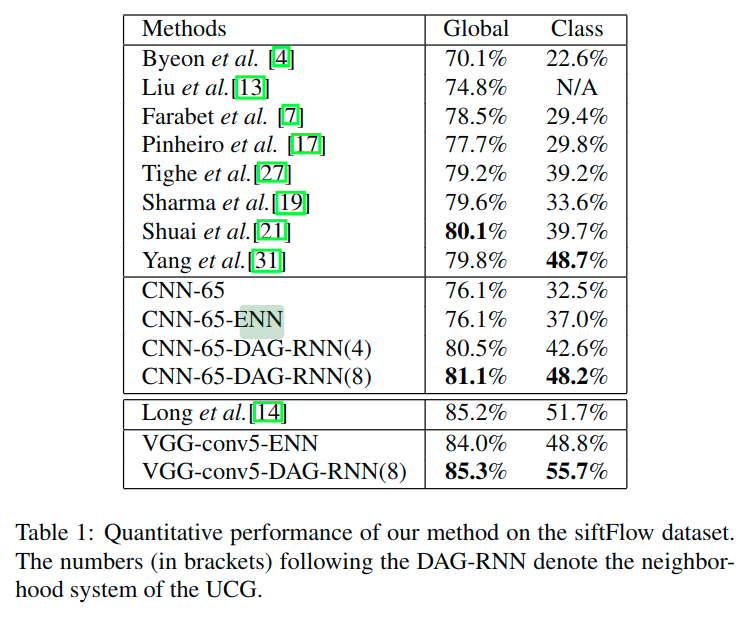 Methods Global Class
Byeon et al. [4] 70.1% 22.6%
Liu et al.[13] 74.8% N/A
Farabet et al. [7] 78.5% 29.4%
Pinheiro et al. [17] 77.7% 29.8%
Tighe et al.[27] 79.2% 39.2%
Sharma et al.[19] 79.6% 33.6%
Shuai et al.[21] 80.1% 39.7%
Yang et al.[31] 79.8% 48.7%
CNN-65 76.1% 32.5%
CNN-65-ENN 76.1% 37.0%
CNN-65-DAG-RNN(4) 80.5% 42.6%
CNN-65-DAG-RNN(8) 81.1% 48.2%
Long et al.[14] 85.2% 51.7%
VGG-conv5-ENN 84.0% 48.8%
VGG-conv5-DAG-RNN(8) 85.3% 55.7%
Table 1: Quantitative performance of our method on the siftFlow dataset.
The numbers (in brackets) following the DAG-RNN denote the neighbor-
hood system of the UCG.